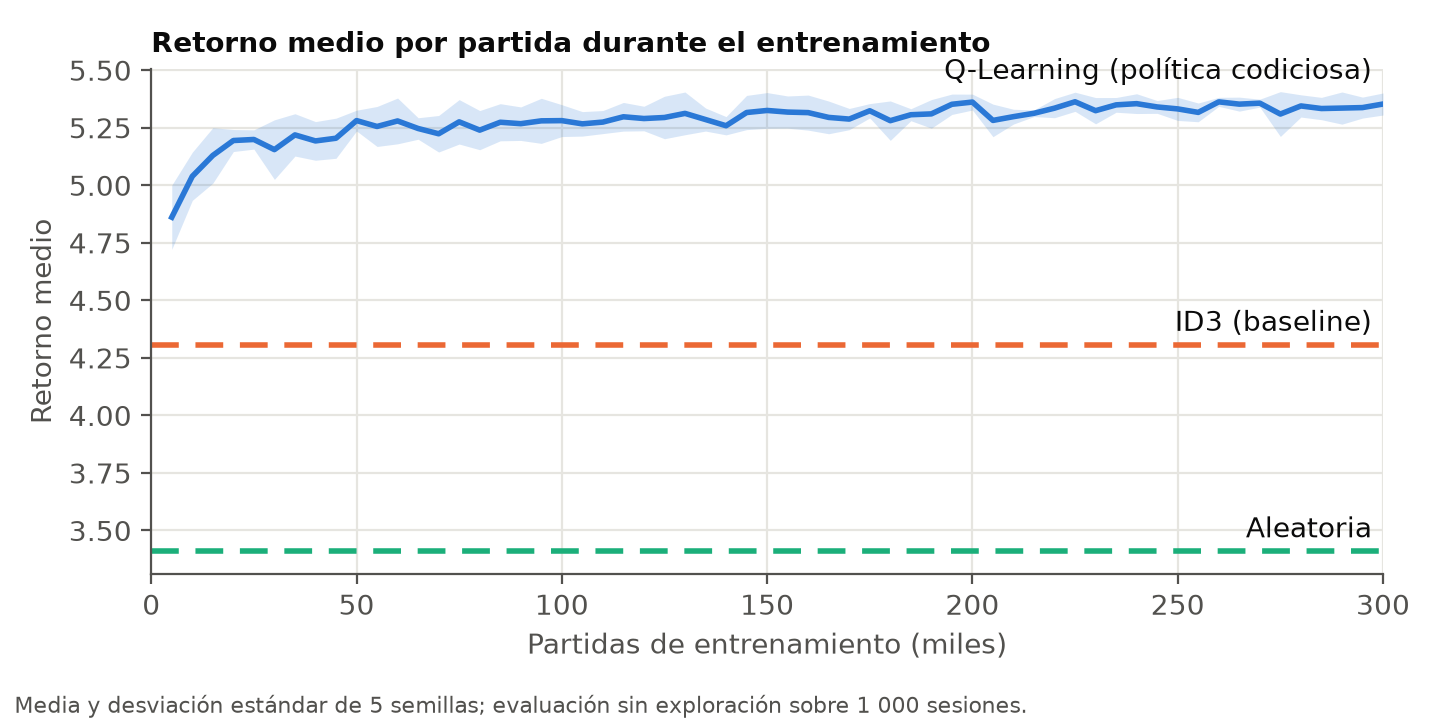 Retorno medio por partida durante el entrenamiento
Q-Learning (política codiciosa)
5.50
5.25
5.00
4.75
4.50
4.25
4.00
3.75
3.50
Retorno medio
ID3 (baseline)
Aleatoria
0 50 100 150 200 250 300
Partidas de entrenamiento (miles)
Media y desviación estándar de 5 semillas; evaluación sin exploración sobre 1 000 sesiones.